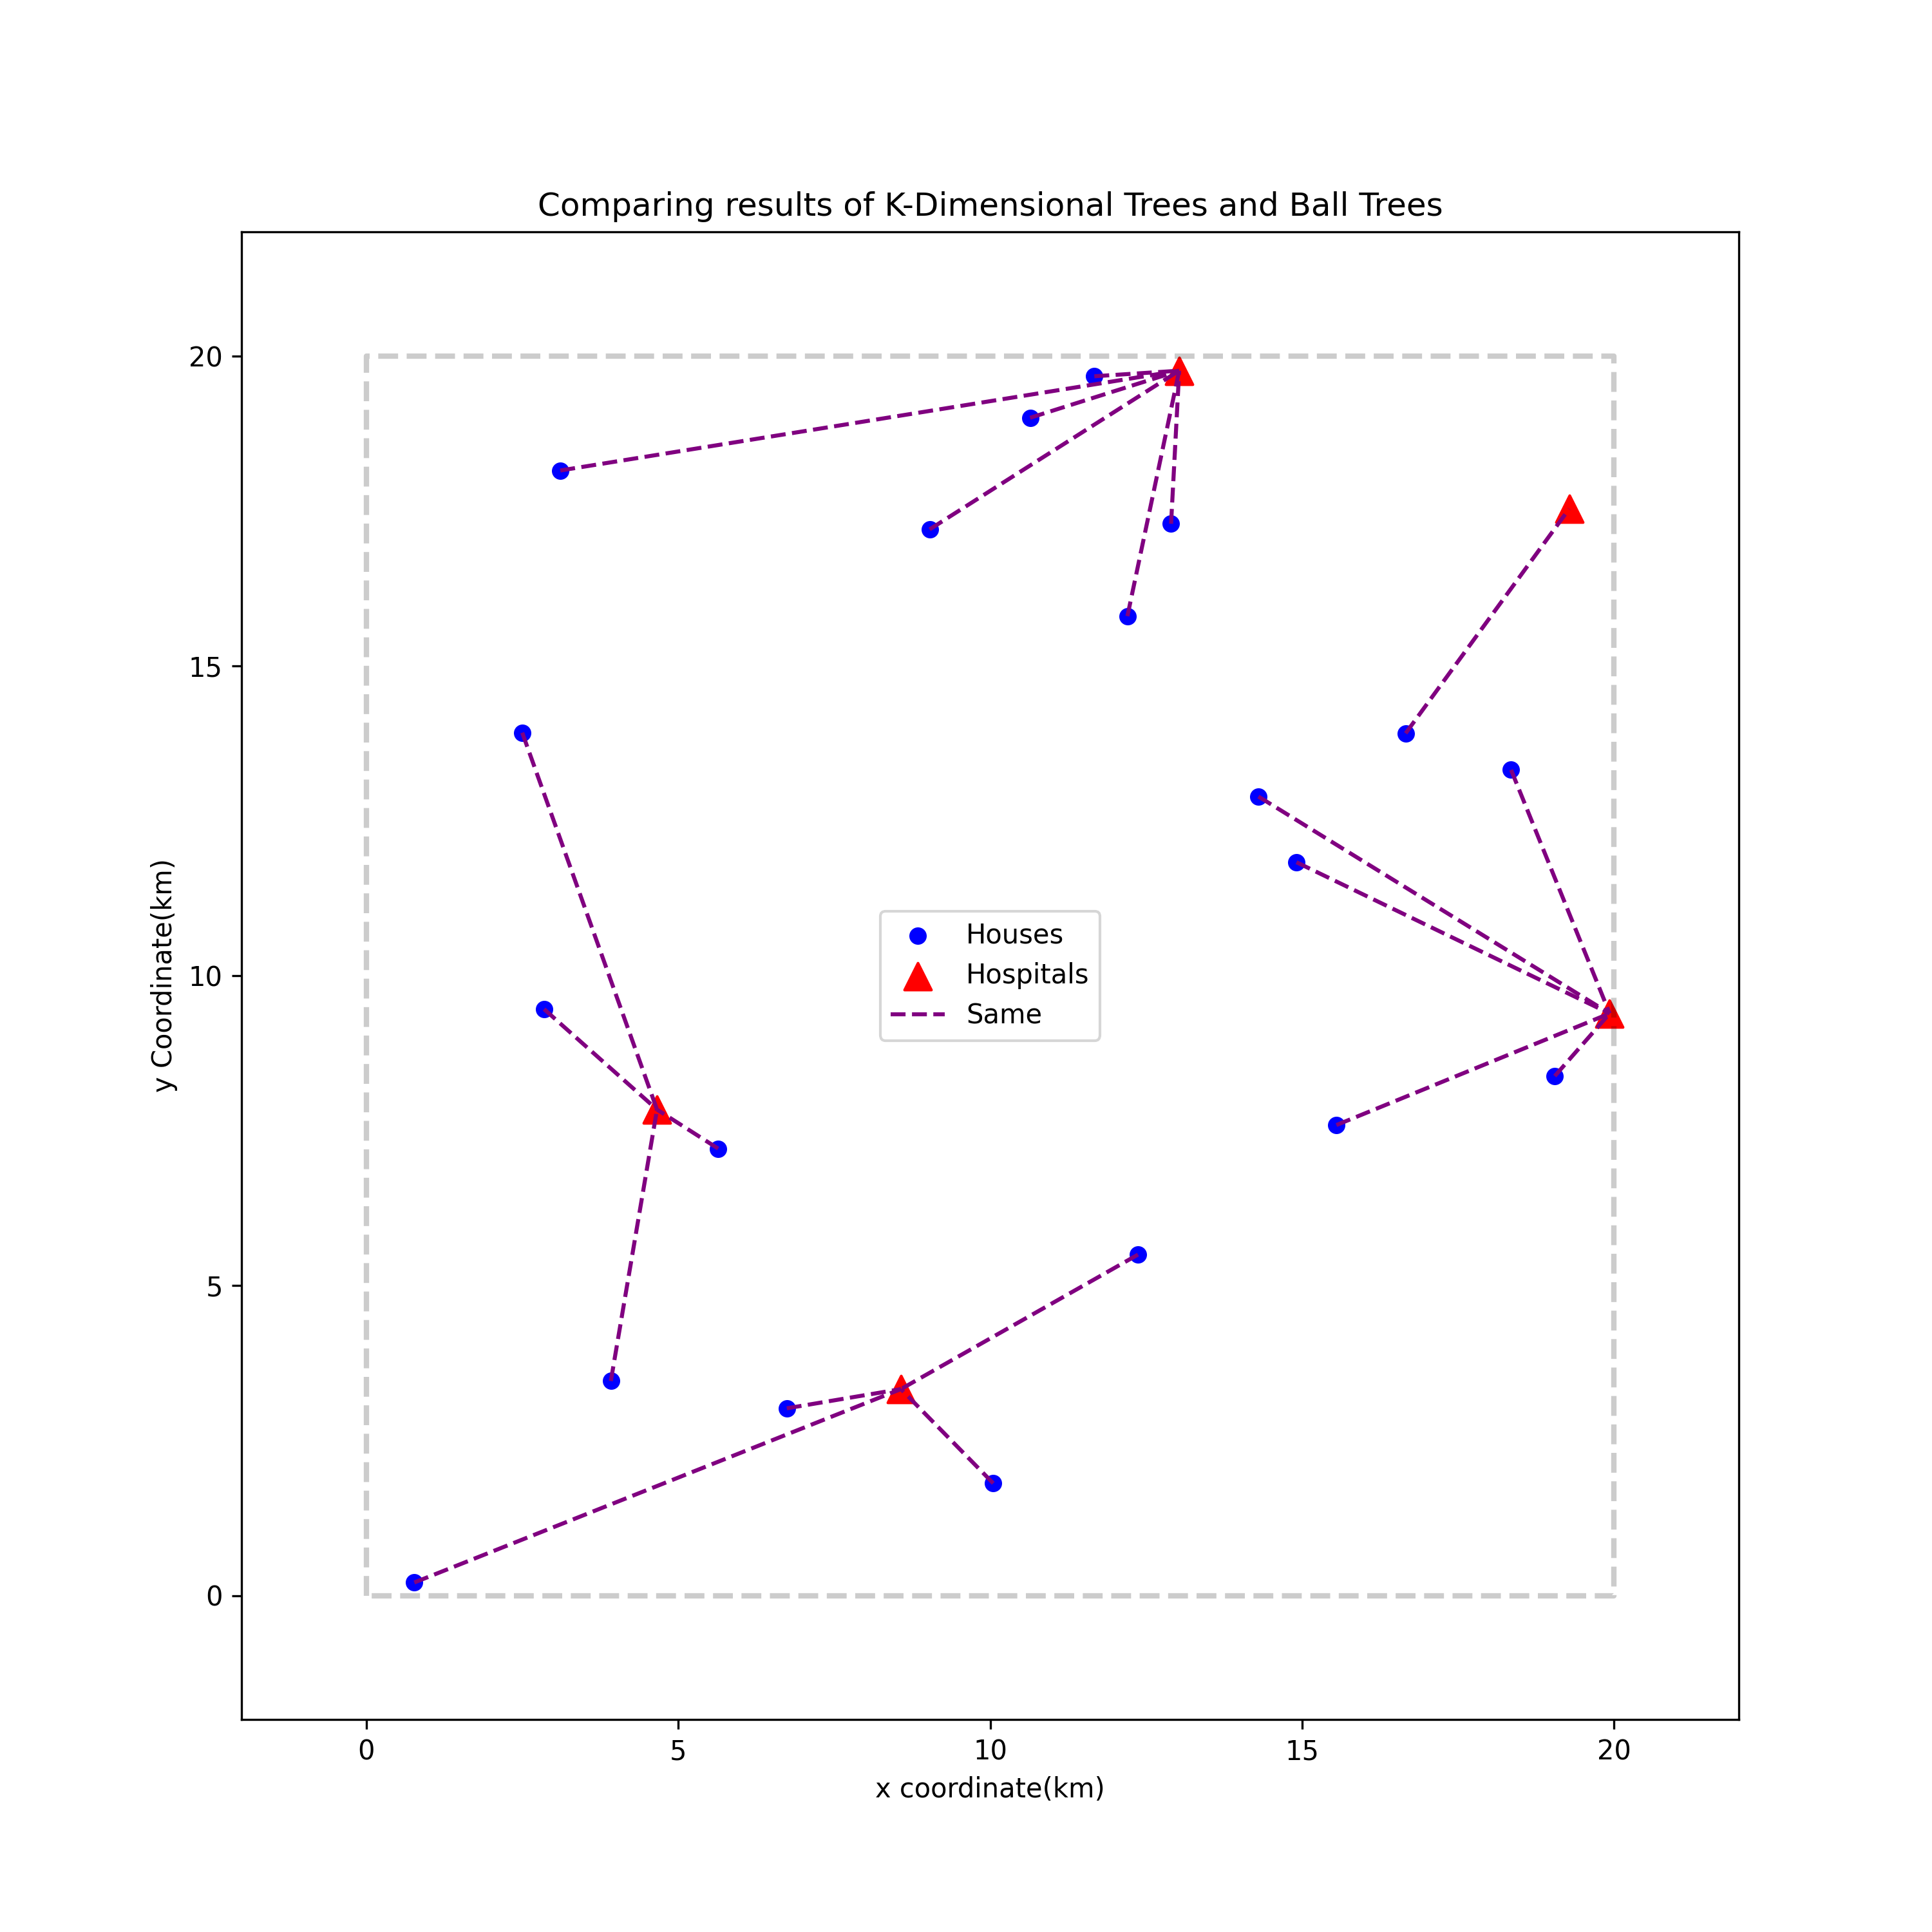 Comparing results of K-Dimensional Trees and Ball Trees
20
15
10
5
0
y Coordinate(km)
Houses
Hospitals
Same
0
5
10
15
20
x coordinate(km)